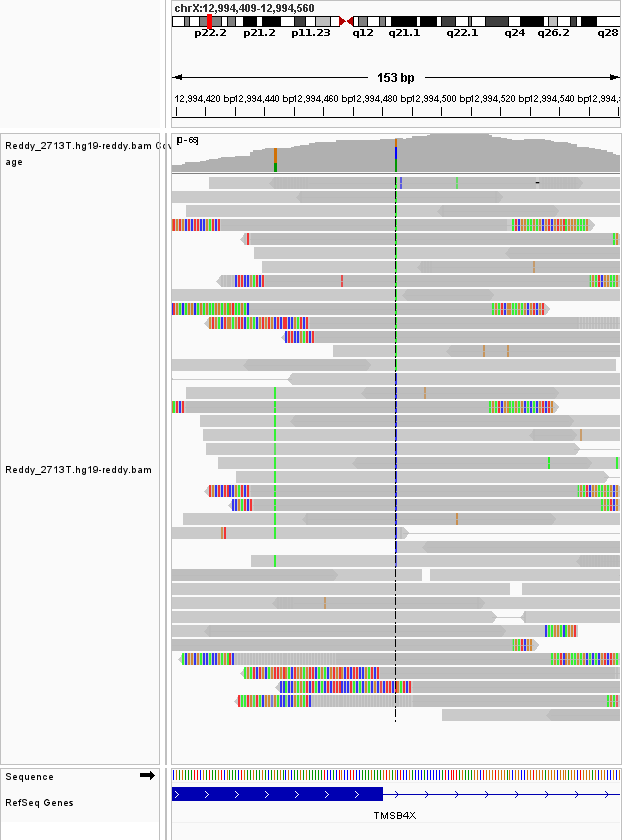 chrX:12,994,409-12,994,560
p22.2 p21.2 p11.23 q12 q21.1 q22.1 q24 q26.2 q28
153 bp
12,994,420 bp 12,994,440 bp 12,994,460 bp 12,994,480 bp 12,994,500 bp 12,994,520 bp 12,994,540 bp
Reddy_2713T.hg19-reddy.bam
age
Reddy_2713T.hg19-reddy.bam
Sequence
RefSeq Genes
TMSB4X